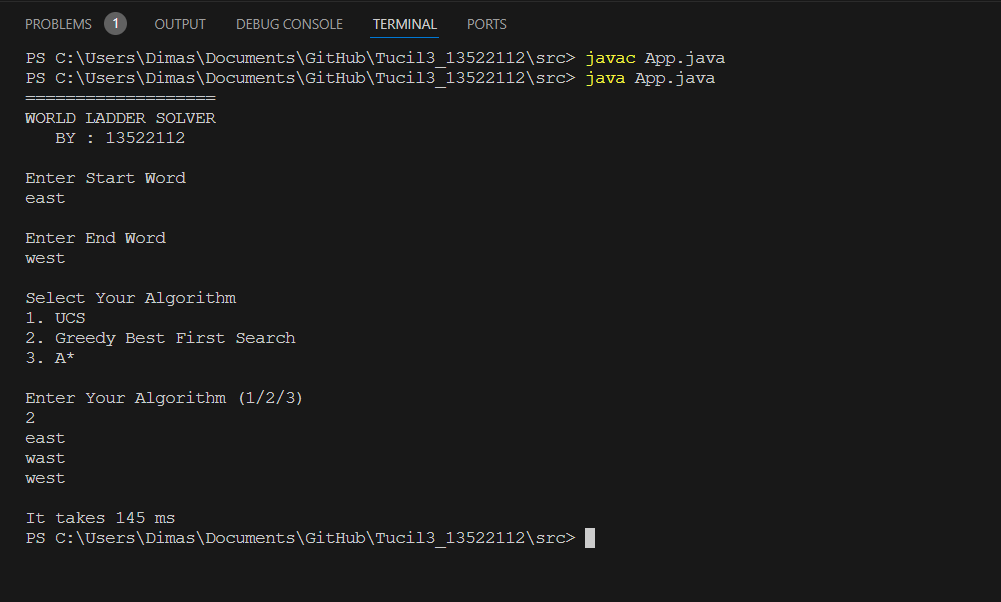 PROBLEMS 1 OUTPUT DEBUG CONSOLE TERMINAL PORTS
PS C:\Users\Dimas\Documents\GitHub\Tucil3_13522112\src> javac App.java
PS C:\Users\Dimas\Documents\GitHub\Tucil3_13522112\src> java App.java
===================
WORLD LADDER SOLVER
   BY : 13522112
Enter Start Word
east
Enter End Word
west
Select Your Algorithm
1. UCS
2. Greedy Best First Search
3. A*
Enter Your Algorithm (1/2/3)
2
east
wast
west
It takes 145 ms
PS C:\Users\Dimas\Documents\GitHub\Tucil3_13522112\src>